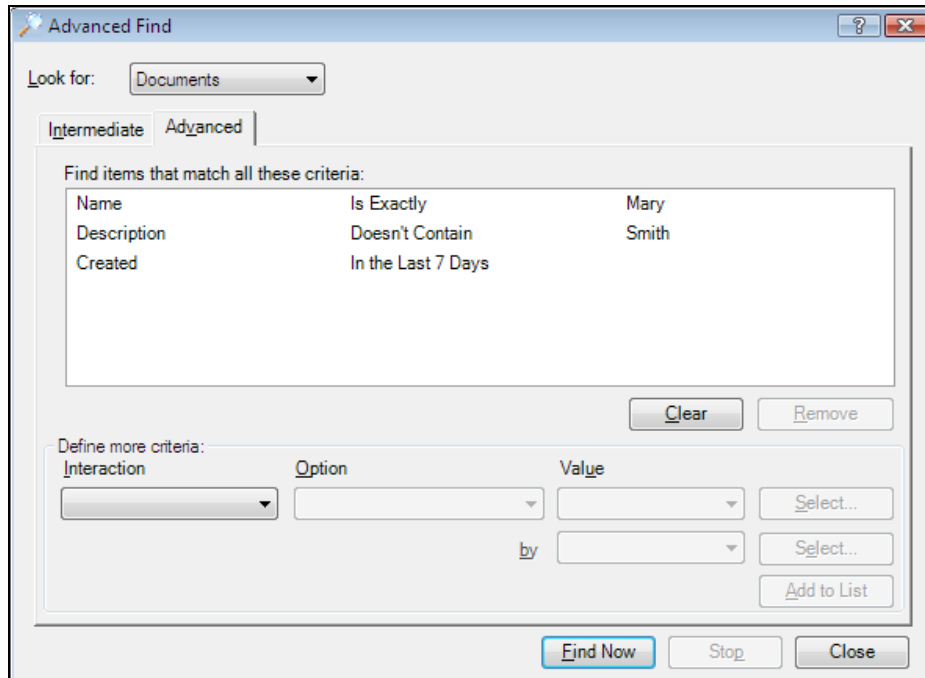 Advanced Find
Look for: Documents
Intermediate Advanced
Find items that match all these criteria:
Name Is Exactly Mary
Description Doesn't Contain Smith
Created In the Last 7 Days
Clear Remove
Define more criteria:
Interaction Option Value
Select...
by Select...
Add to List
Find Now Stop Close